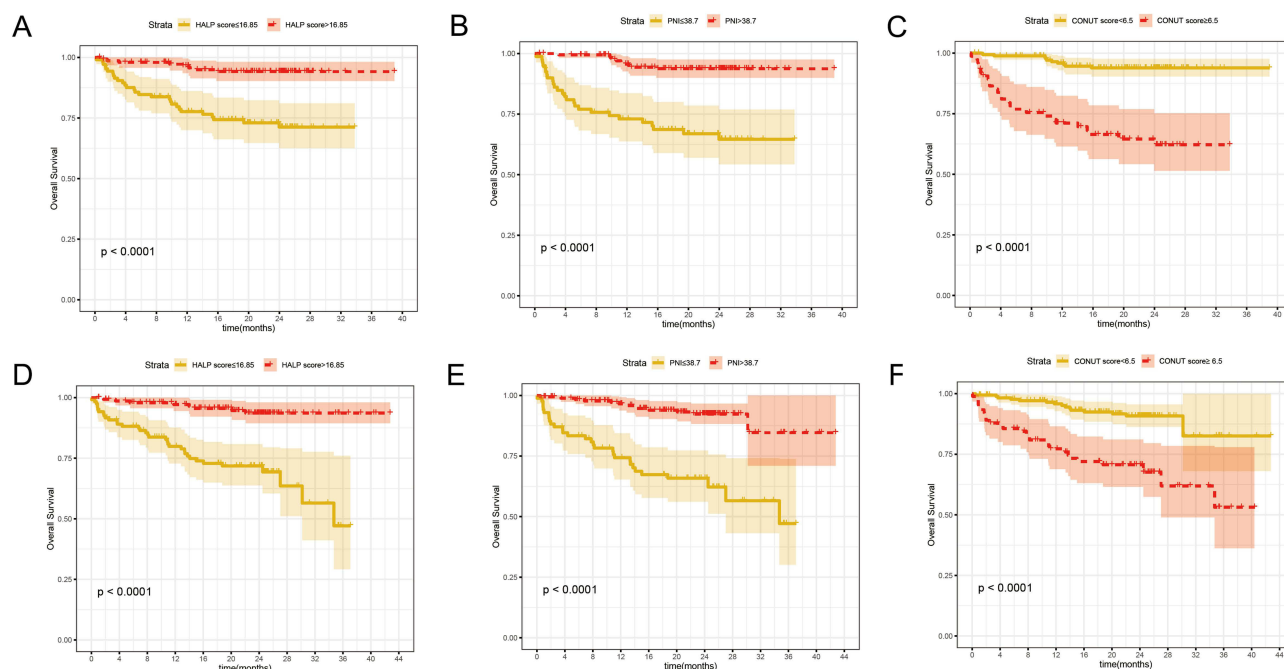 A
Strata HALP score≤16.85 HALP score>16.85
Overall Survival
1.00
0.75
0.50
0.25
0.00
p < 0.0001
0 4 8 12 16 20 24 28 32 36 40
time(months)
B
Strata PNI≤38.7 PNI>38.7
Overall Survival
1.00
0.75
0.50
0.25
0.00
p < 0.0001
0 4 8 12 16 20 24 28 32 36 40
time(months)
C
Strata CONUT score<6.5 CONUT score≥6.5
Overall Survival
1.00
0.75
0.50
0.25
0.00
p < 0.0001
0 4 8 12 16 20 24 28 32 36 40
time(months)
D
Strata HALP score≤16.85 HALP score>16.85
Overall Survival
1.00
0.75
0.50
0.25
0.00
p < 0.0001
0 4 8 12 16 20 24 28 32 36 40 44
time(months)
E
Strata PNI≤38.7 PNI>38.7
Overall Survival
1.00
0.75
0.50
0.25
0.00
p < 0.0001
0 4 8 12 16 20 24 28 32 36 40 44
time(months)
F
Strata CONUT score<6.5 CONUT score≥ 6.5
Overall Survival
1.00
0.75
0.50
0.25
0.00
p < 0.0001
0 4 8 12 16 20 24 28 32 36 40 44
time(months)